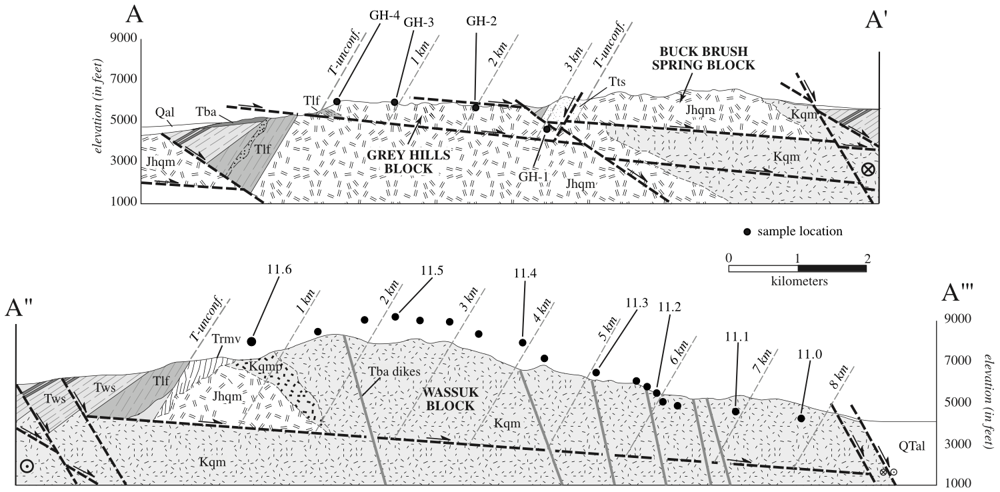 A
A'
GH-4
GH-3
GH-2
T-unconf.
1 km
2 km
3 km
T-unconf.
BUCK BRUSH
SPRING BLOCK
elevation (in feet)
9000
7000
5000
3000
1000
Qal
Tba
Tlf
Tts
Jhqm
Kqm
Tlf
Jhqm
GREY HILLS
BLOCK
GH-1
Jhqm
Kqm
sample location
0
1
2
kilometers
A''
A'''
11.6
11.5
11.4
11.3
11.2
11.1
11.0
T-unconf.
1 km
2 km
3 km
4 km
5 km
6 km
7 km
8 km
9000
7000
5000
3000
1000
elevation (in feet)
Trmv
Kqmp
Tba dikes
Tws
Tws
Tlf
Jhqm
WASSUK
BLOCK
Kqm
Kqm
QTal